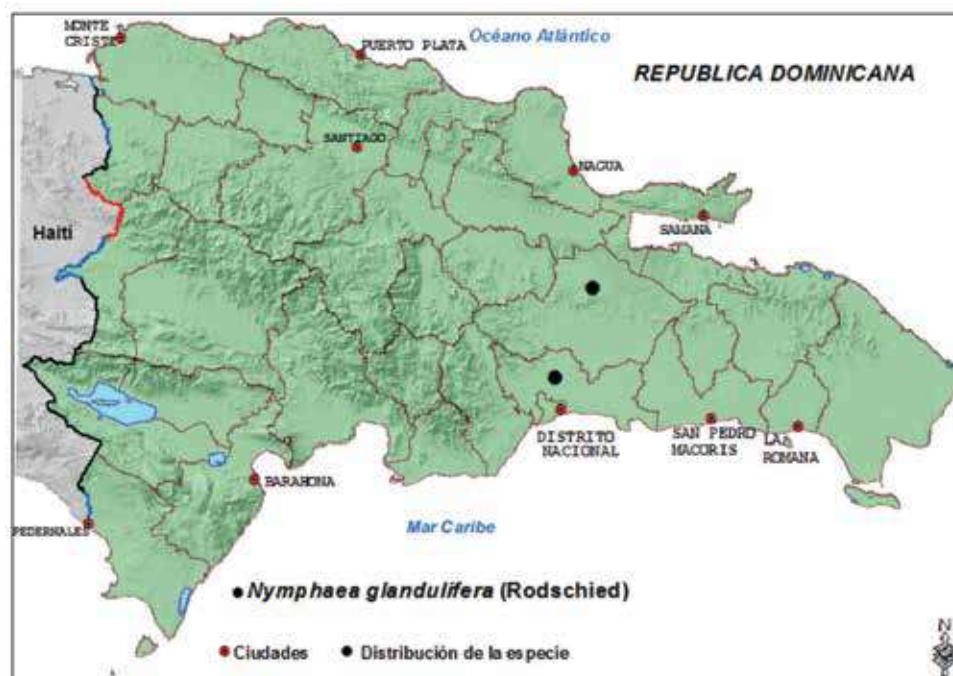 MONTE
CRISTI
PUERTO PLATA
Océano Atlántico
REPUBLICA DOMINICANA
SANTIAGO
NAGUA
SAMANA
Haití
DISTRITO
NACIONAL
SAN PEDRO
MACORIS
LA
ROMANA
BARAHONA
PEDERNALES
Mar Caribe
Nymphaea glandulifera (Rodschied)
Ciudades
Distribución de la especie
N